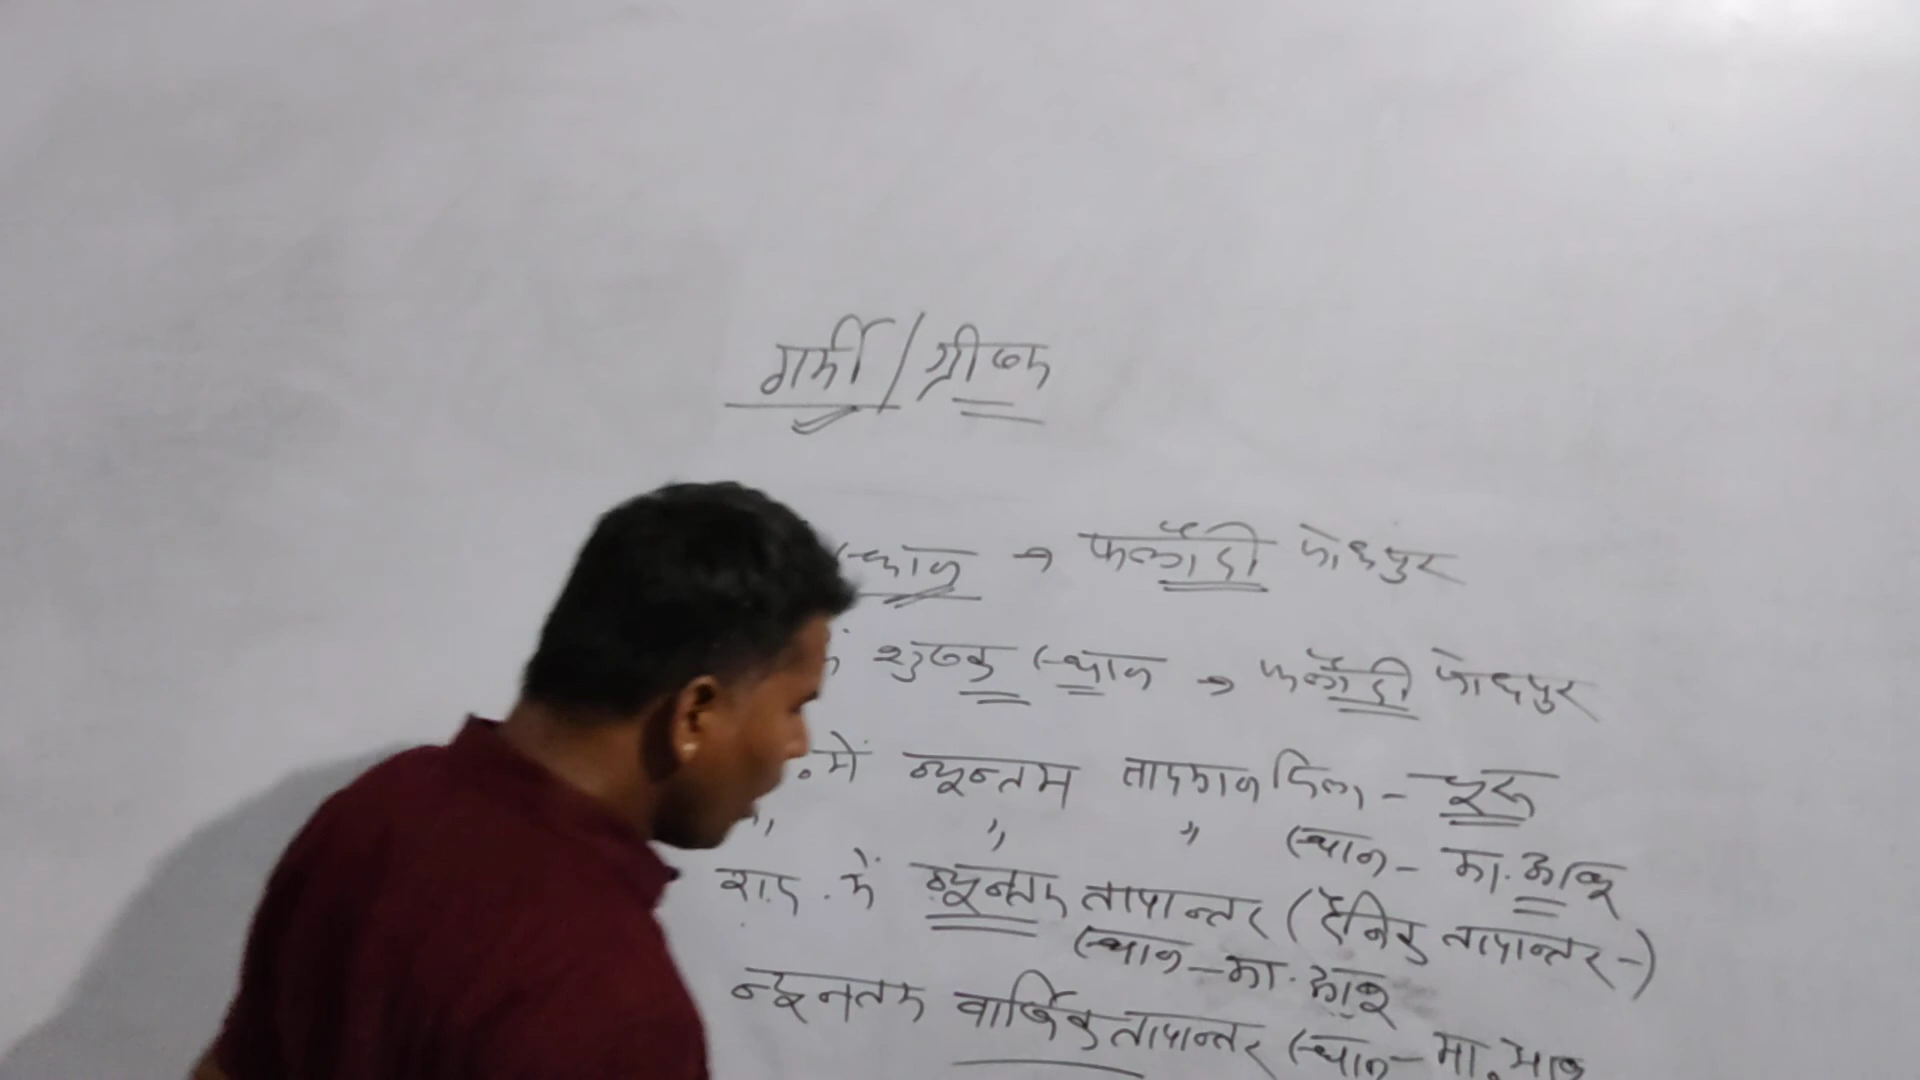 गर्मी/ग्रीष्म
स्थान → फलौदी जोधपुर
में शुष्क स्थान → फलौदी जोधपुर
.में न्यूनतम तापमान जिला - चूरू
" " " स्थान - मा. आबू
राज. में न्यूनतम तापान्तर (दैनिक तापान्तर-)
स्थान - मा. आबू
न्यूनतम वार्षिक तापान्तर स्थान - मा. आबू